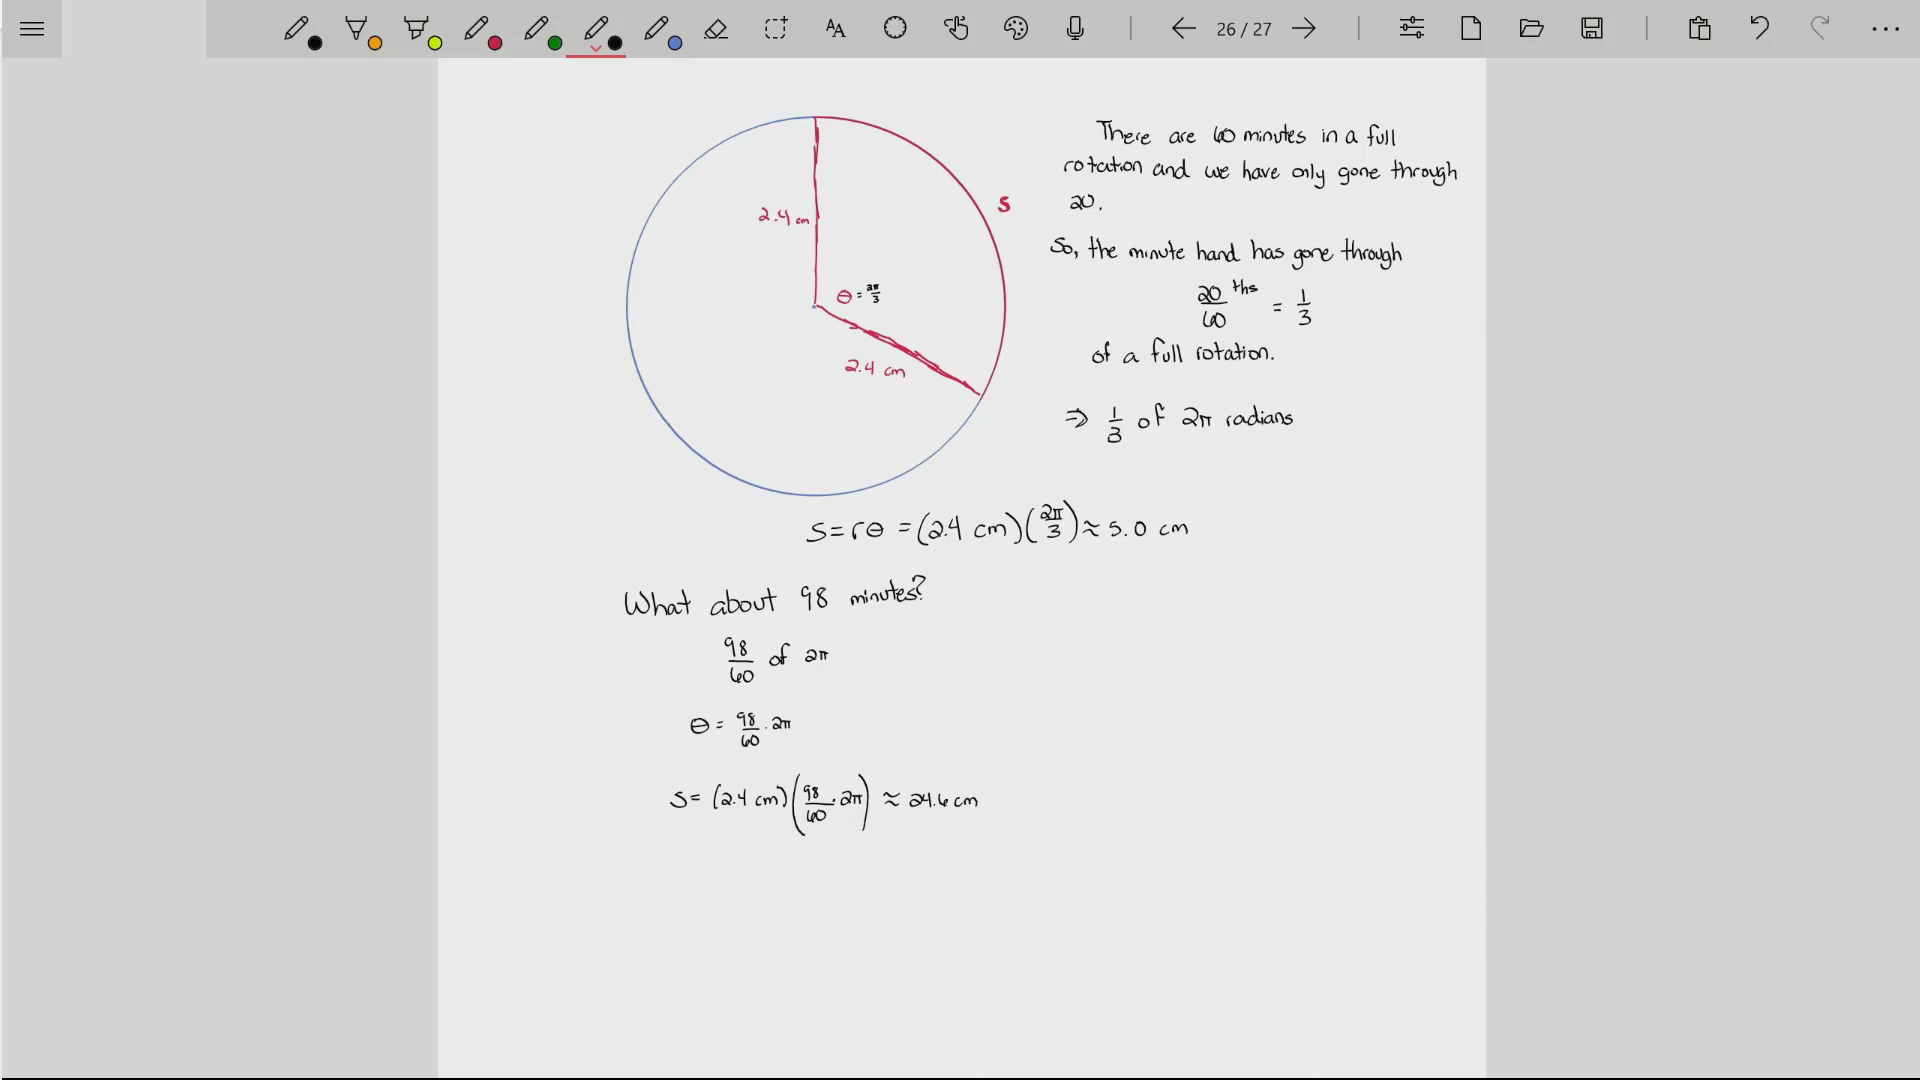 26 / 27
There are 60 minutes in a full
rotation and we have only gone through
20.
S
2.4 cm
So, the minute hand has gone through
θ = 2π/3
20/60 ths = 1/3
of a full rotation.
2.4 cm
⇒ 1/3 of 2π radians
S = rθ = (2.4 cm)(2π/3) ≈ 5.0 cm
What about 98 minutes?
98/60 of 2π
θ = 98/60 · 2π
S = (2.4 cm)(98/60 · 2π) ≈ 24.6 cm